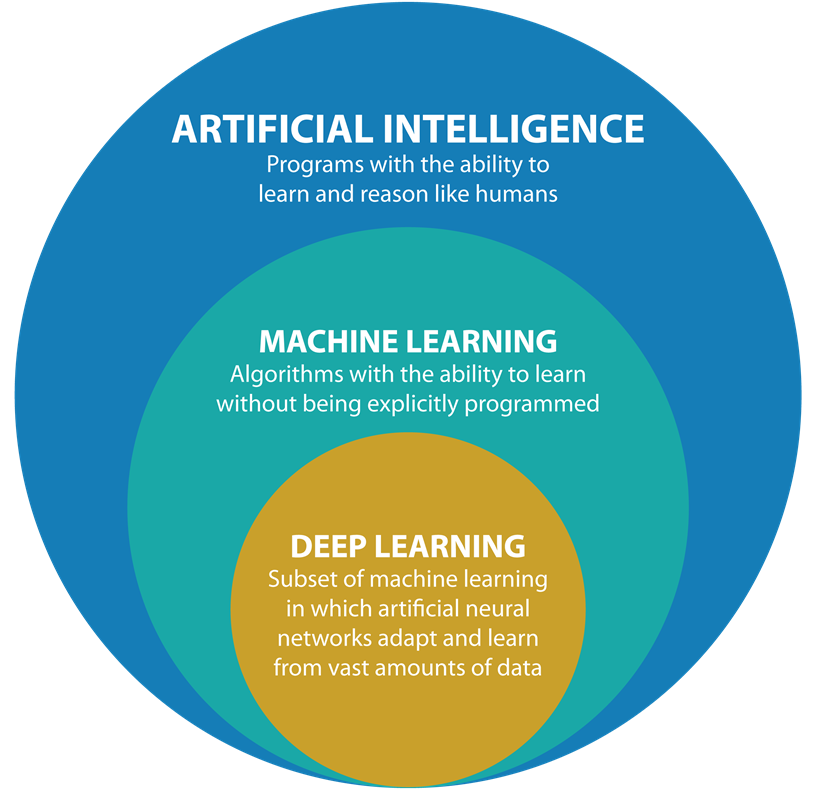 ARTIFICIAL INTELLIGENCE
Programs with the ability to
learn and reason like humans
MACHINE LEARNING
Algorithms with the ability to learn
without being explicitly programmed
DEEP LEARNING
Subset of machine learning
in which artificial neural
networks adapt and learn
from vast amounts of data